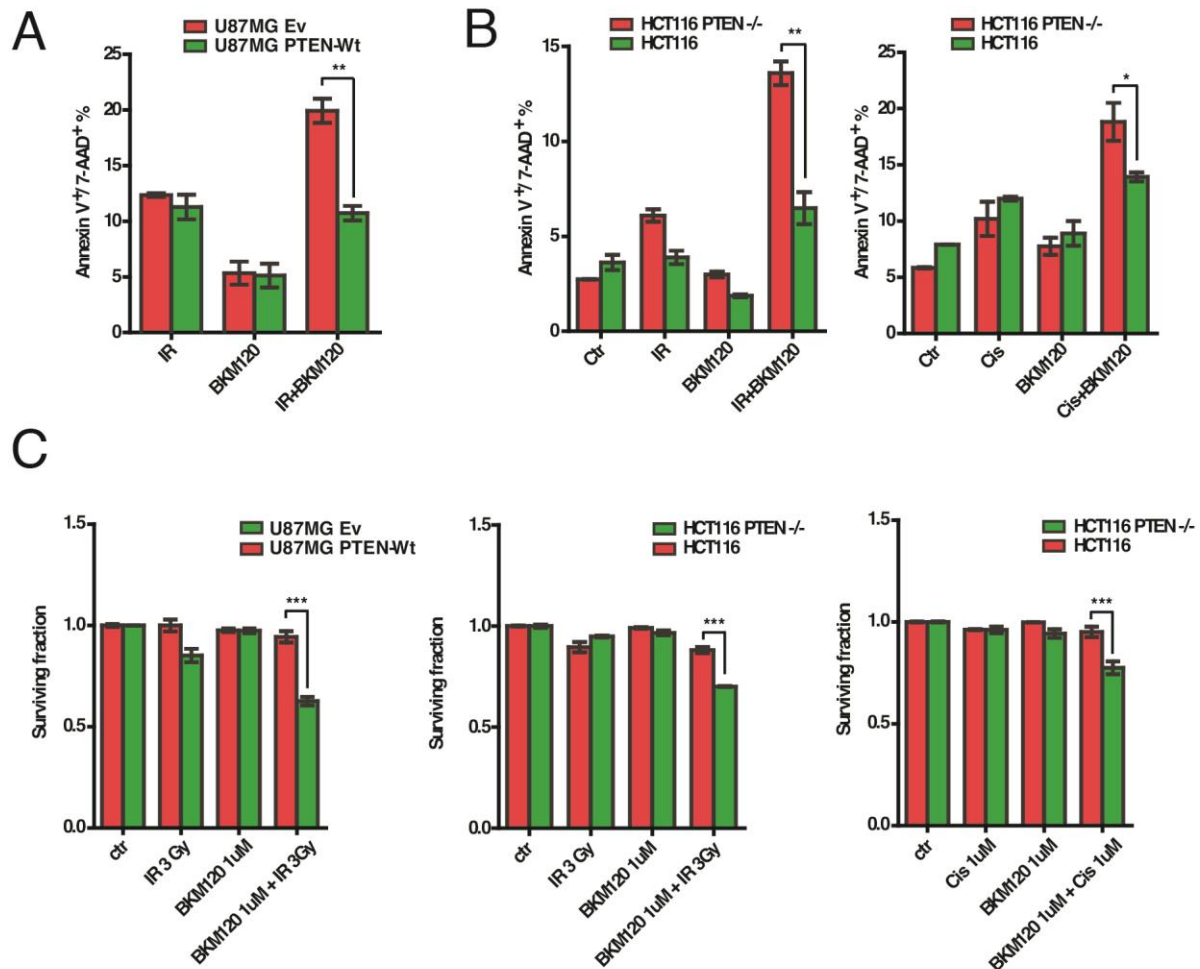 A
U87MG Ev
U87MG PTEN-Wt
Annexin V+/ 7-AAD+ %
25
20
15
10
5
0
**
IR
BKM120
IR+BKM120
B
HCT116 PTEN -/-
HCT116
Annexin V+/ 7-AAD+ %
15
10
5
0
**
Ctr
IR
BKM120
IR+BKM120
HCT116 PTEN -/-
HCT116
Annexin V+/ 7-AAD+ %
25
20
15
10
5
0
*
Ctr
Cis
BKM120
Cis+BKM120
C
U87MG Ev
U87MG PTEN-Wt
Surviving fraction
1.5
1.0
0.5
0.0
***
ctr
IR 3 Gy
BKM120 1uM
BKM120 1uM + IR 3Gy
HCT116 PTEN -/-
HCT116
Surviving fraction
1.5
1.0
0.5
0.0
***
ctr
IR 3 Gy
BKM120 1uM
BKM120 1uM + IR 3Gy
HCT116 PTEN -/-
HCT116
Surviving fraction
1.5
1.0
0.5
0.0
***
ctr
Cis 1uM
BKM120 1uM
BKM120 1uM + Cis 1uM